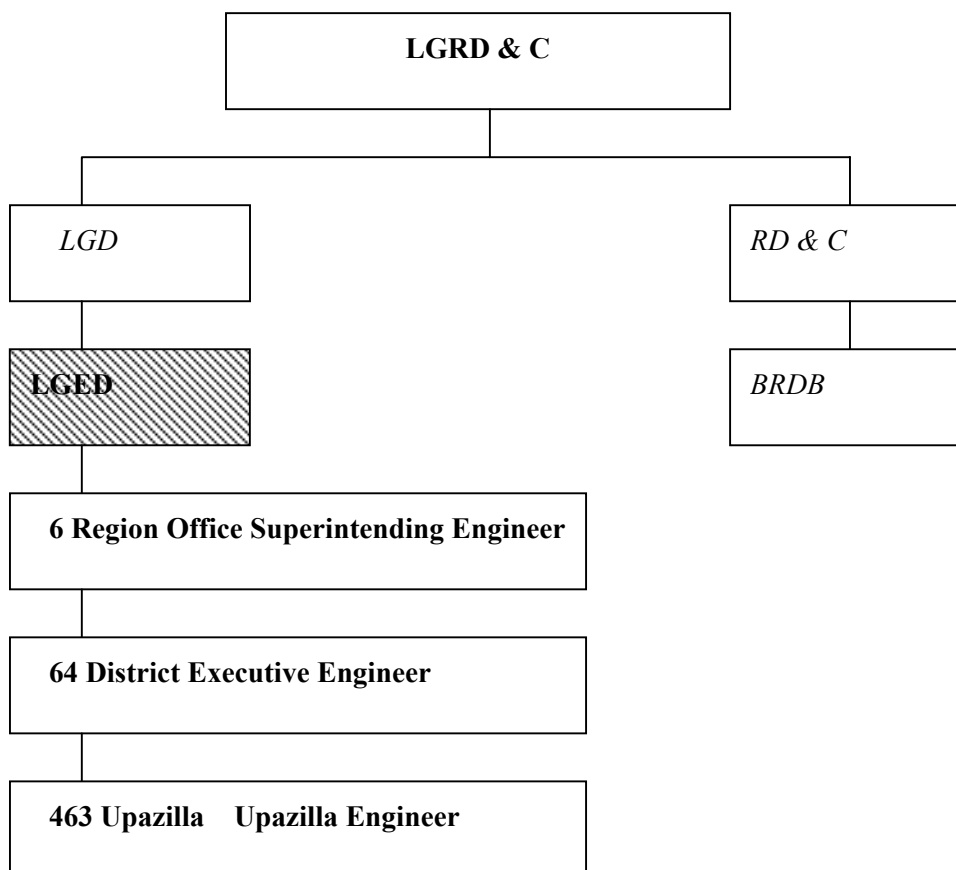 LGRD & C
LGD
RD & C
LGED
BRDB
6 Region Office Superintending Engineer
64 District Executive Engineer
463 Upazilla Upazilla Engineer